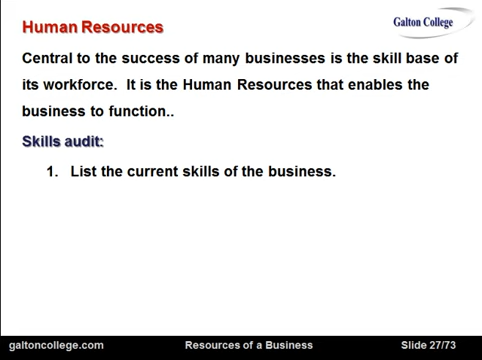 Human Resources
Galton College
Central to the success of many businesses is the skill base of
its workforce. It is the Human Resources that enables the
business to function..
Skills audit:
1. List the current skills of the business.
galtoncollege.com Resources of a Business Slide 27/73